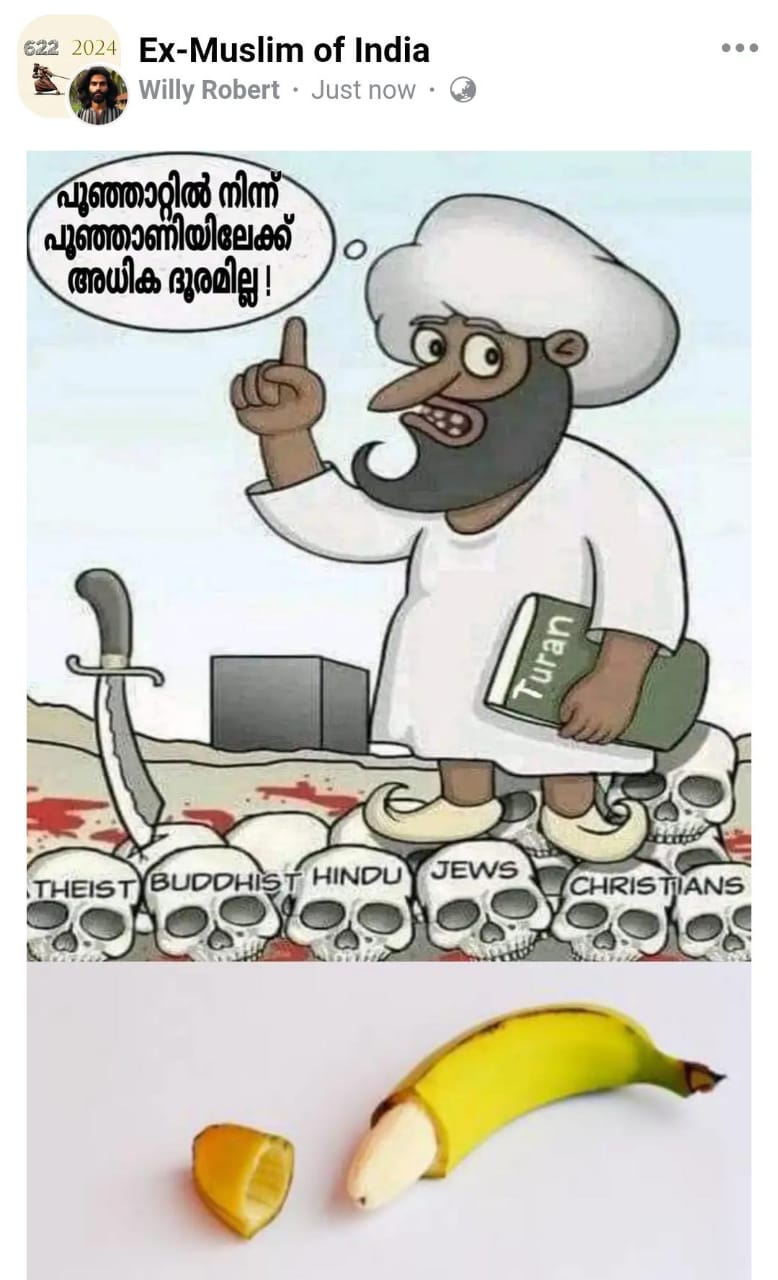 622 2024
Ex-Muslim of India
Willy Robert · Just now ·
പൂഞ്ഞാറ്റിൽ നിന്ന്
പൂഞ്ഞാണിയിലേക്ക്
അധിക ദൂരമില്ല !
Turan
THEIST BUDDHIST HINDU JEWS CHRISTIANS